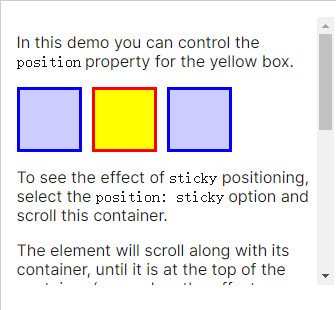 In this demo you can control the
position property for the yellow box.
To see the effect of sticky positioning,
select the position: sticky option and
scroll this container.
The element will scroll along with its
container, until it is at the top of the